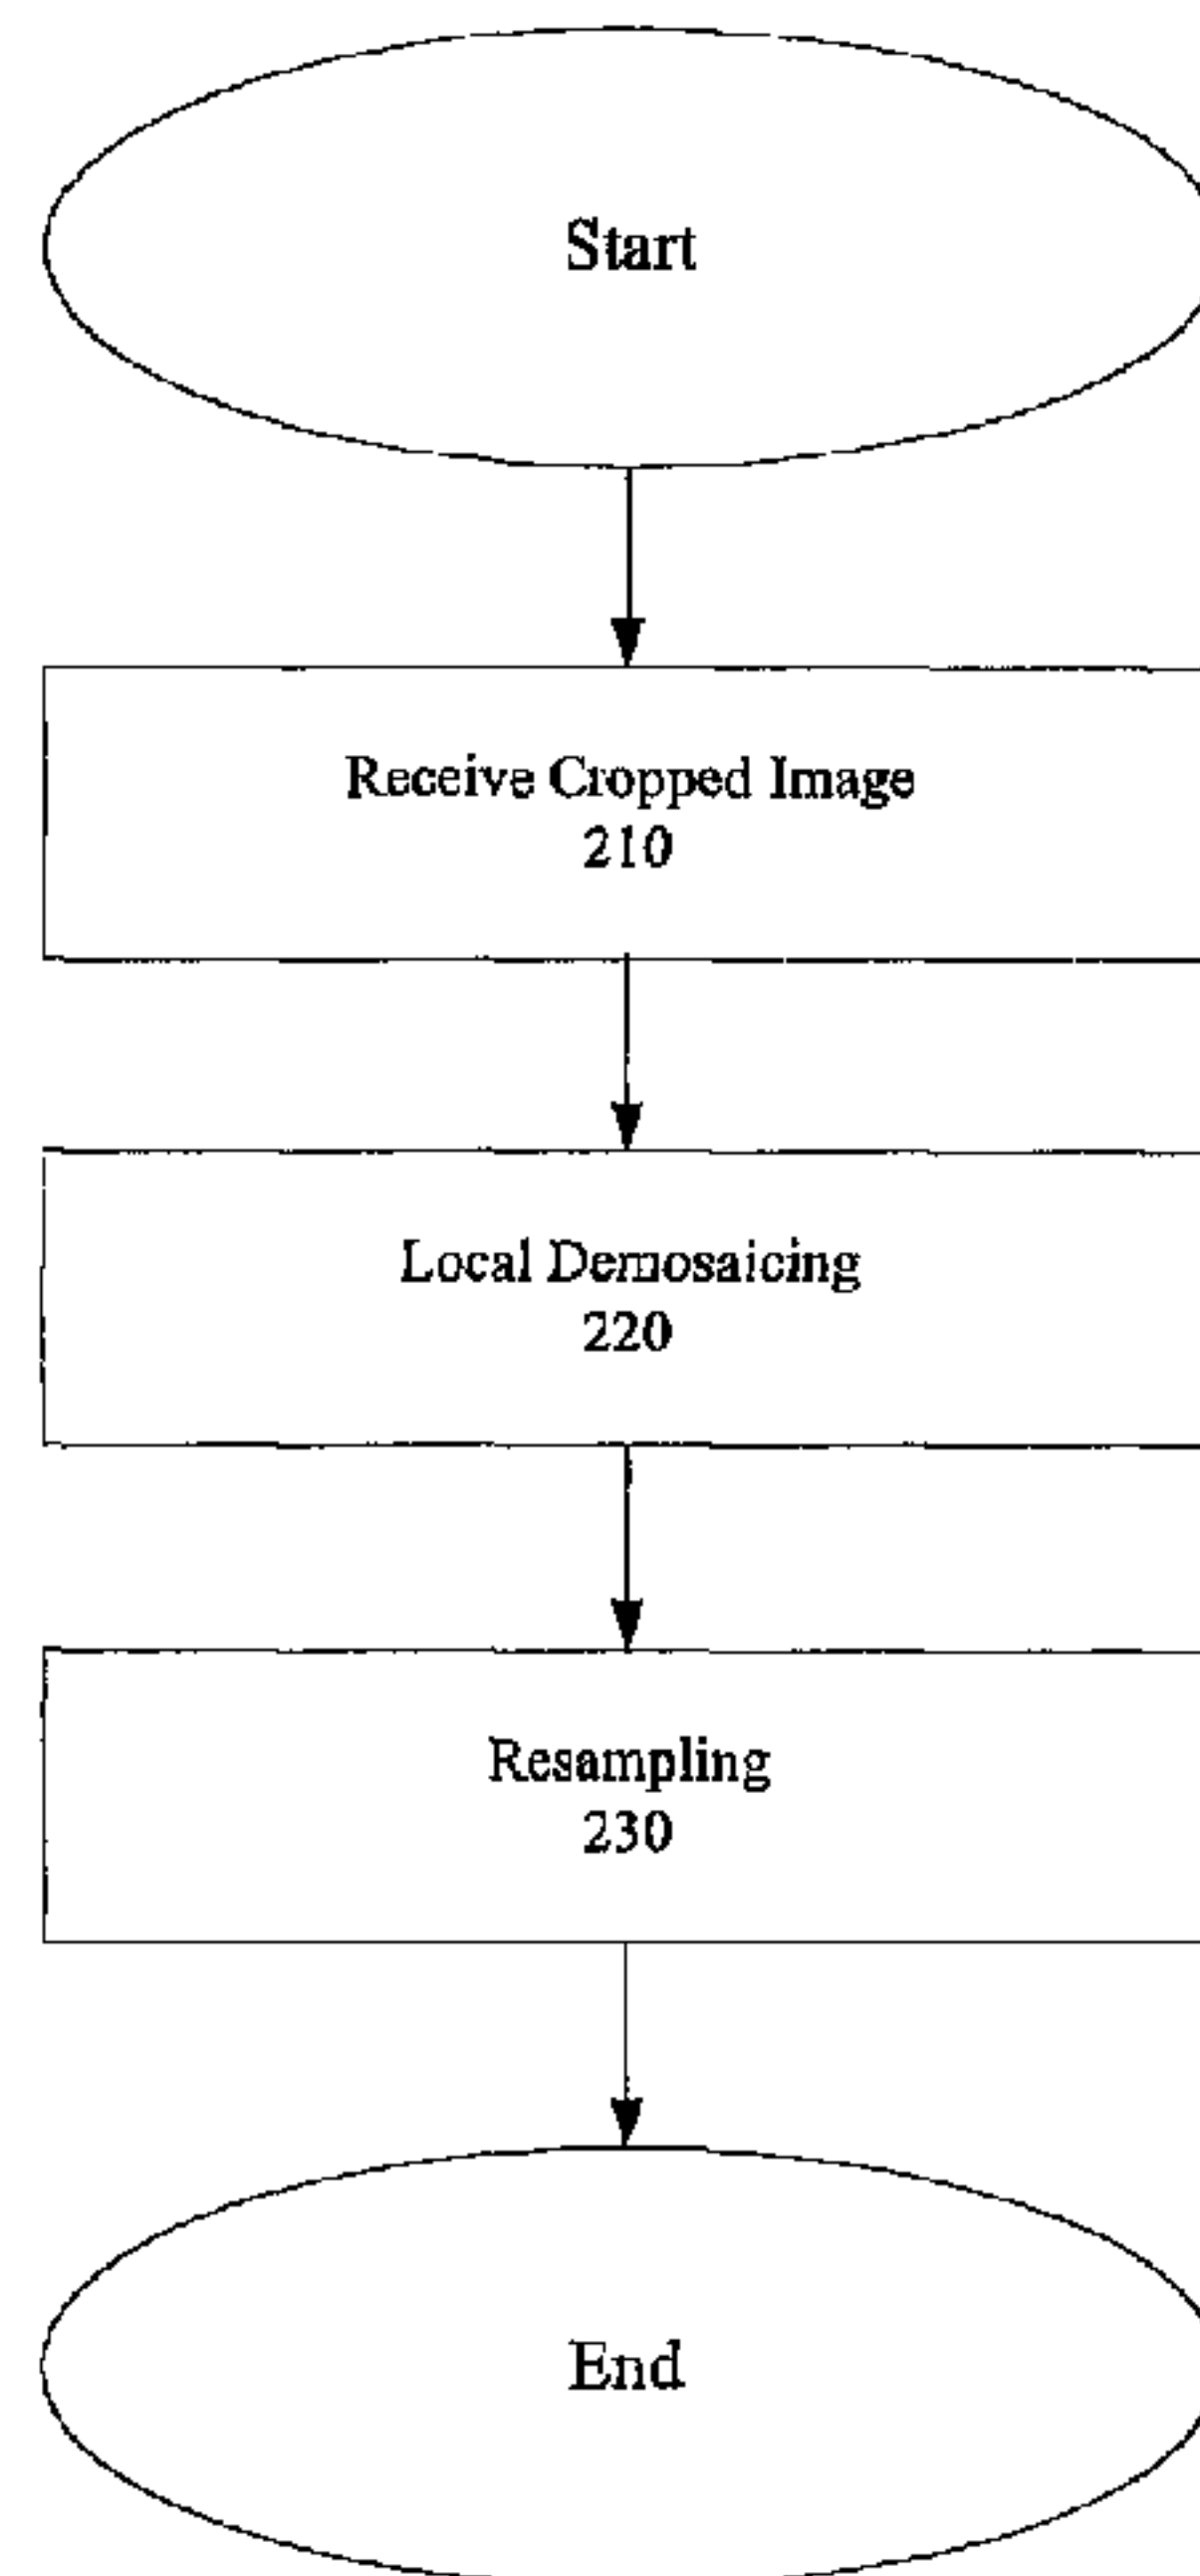 Start
Receive Cropped Image
210
Local Demosaicing
220
Resampling
230
End